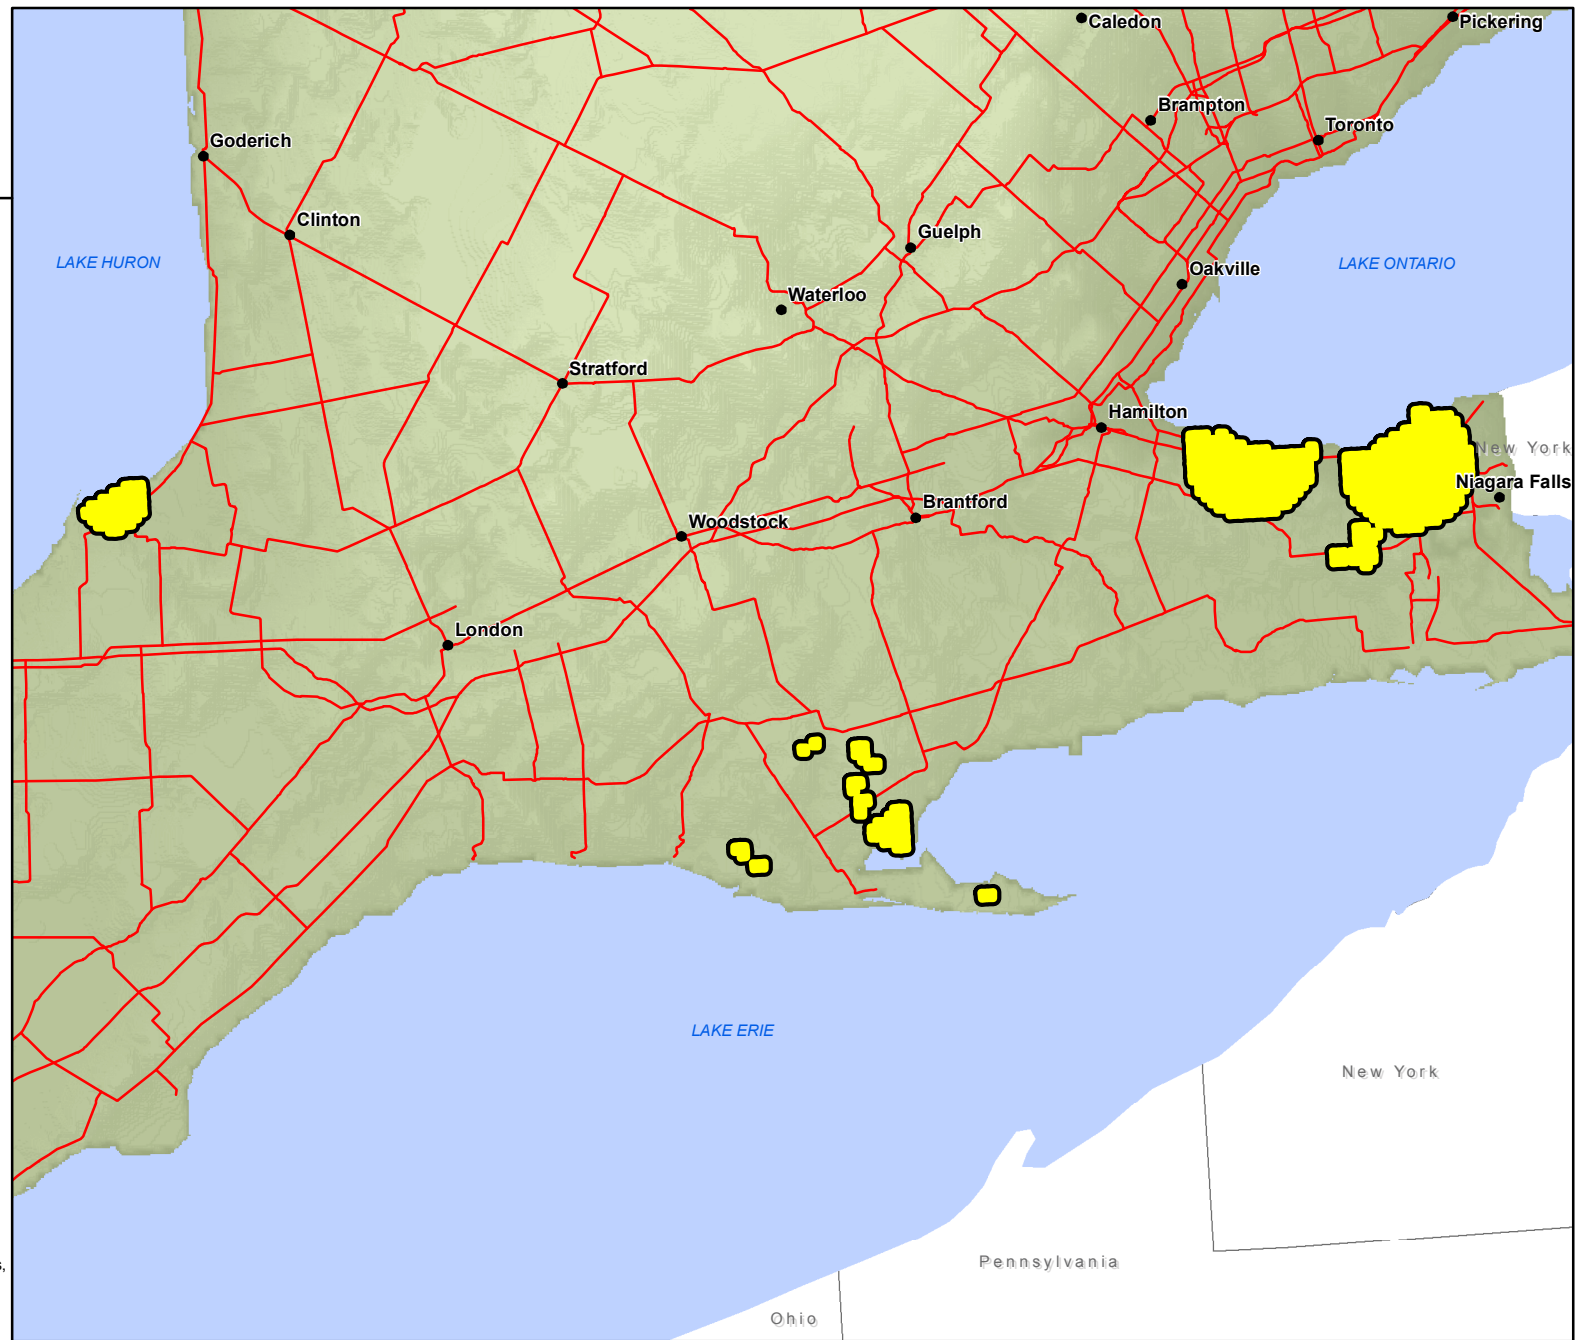 Caledon
Pickering
Brampton
Toronto
Goderich
Clinton
Guelph
LAKE HURON
LAKE ONTARIO
Oakville
Waterloo
Stratford
Hamilton
New York
Niagara Falls
Brantford
Woodstock
London
LAKE ERIE
New York
Pennsylvania
Ohio